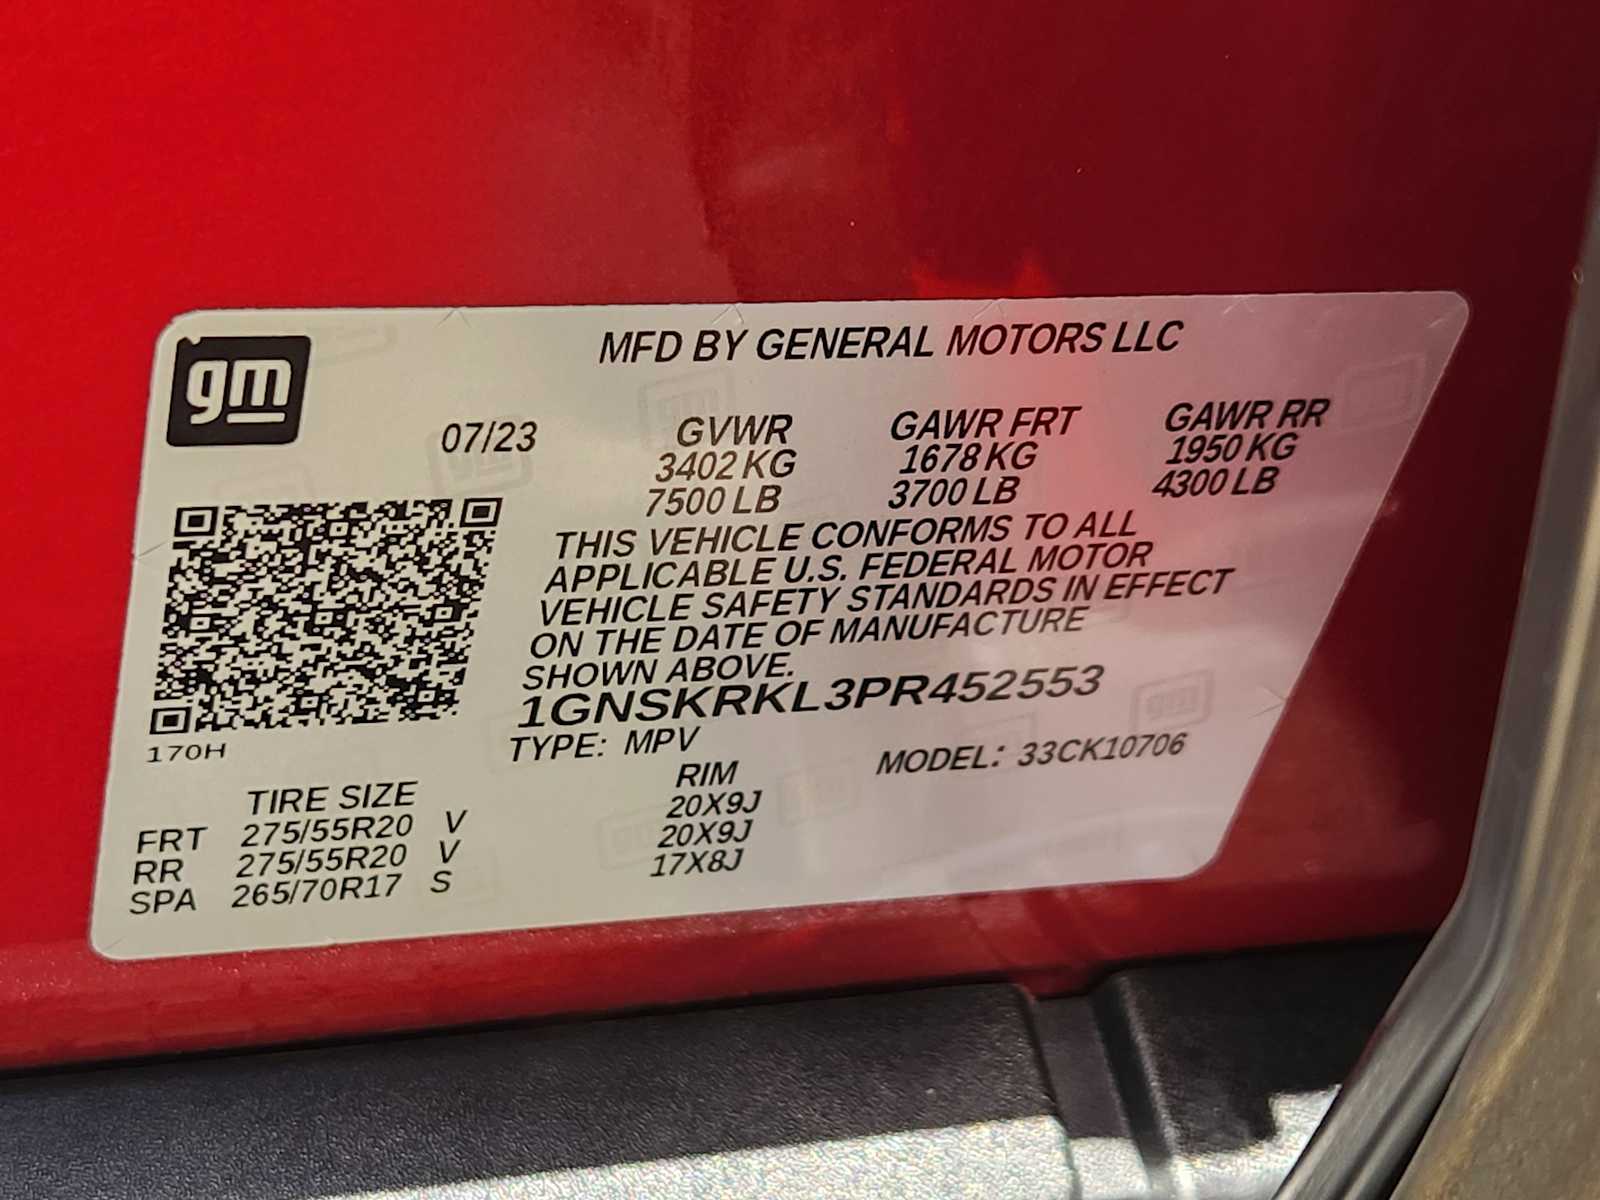 gm
MFD BY GENERAL MOTORS LLC
07/23
GVWR GAWR FRT GAWR RR
3402 KG 1678 KG 1950 KG
7500 LB 3700 LB 4300 LB
THIS VEHICLE CONFORMS TO ALL
APPLICABLE U.S. FEDERAL MOTOR
VEHICLE SAFETY STANDARDS IN EFFECT
ON THE DATE OF MANUFACTURE
SHOWN ABOVE.
1GNSKRKL3PR452553
170H
TYPE: MPV MODEL: 33CK10706
TIRE SIZE RIM
FRT 275/55R20 V 20X9J
RR 275/55R20 V 20X9J
SPA 265/70R17 S 17X8J